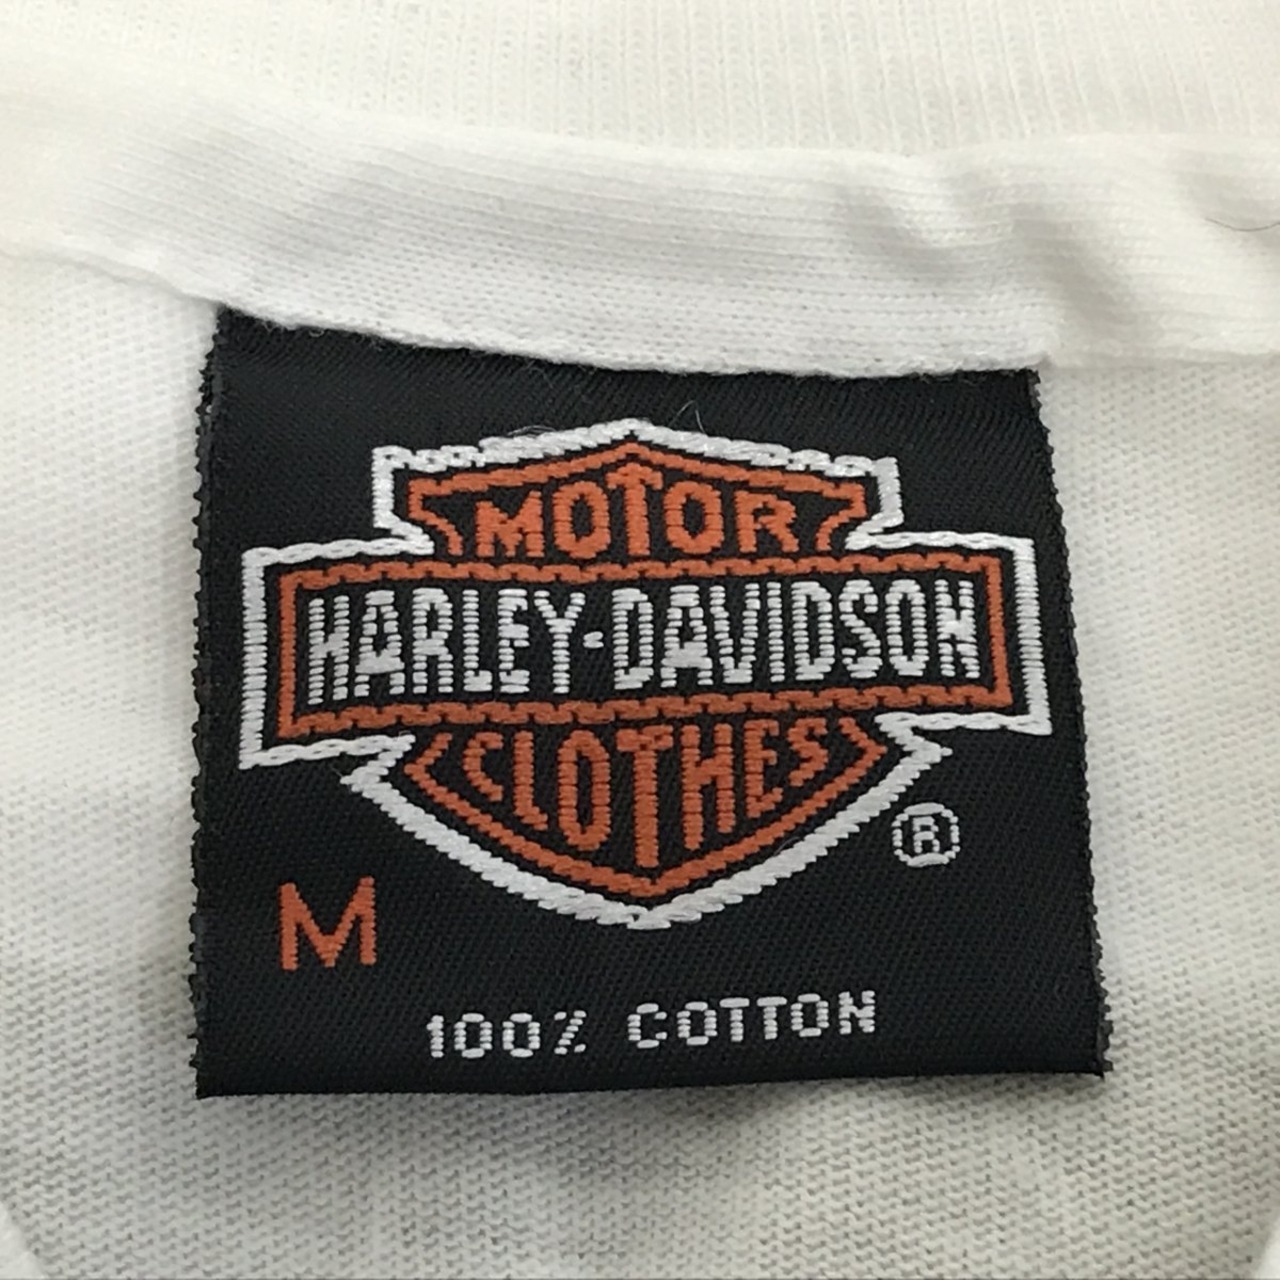 MOTOR
HARLEY-DAVIDSON
CLOTHES
®
M
100% COTTON